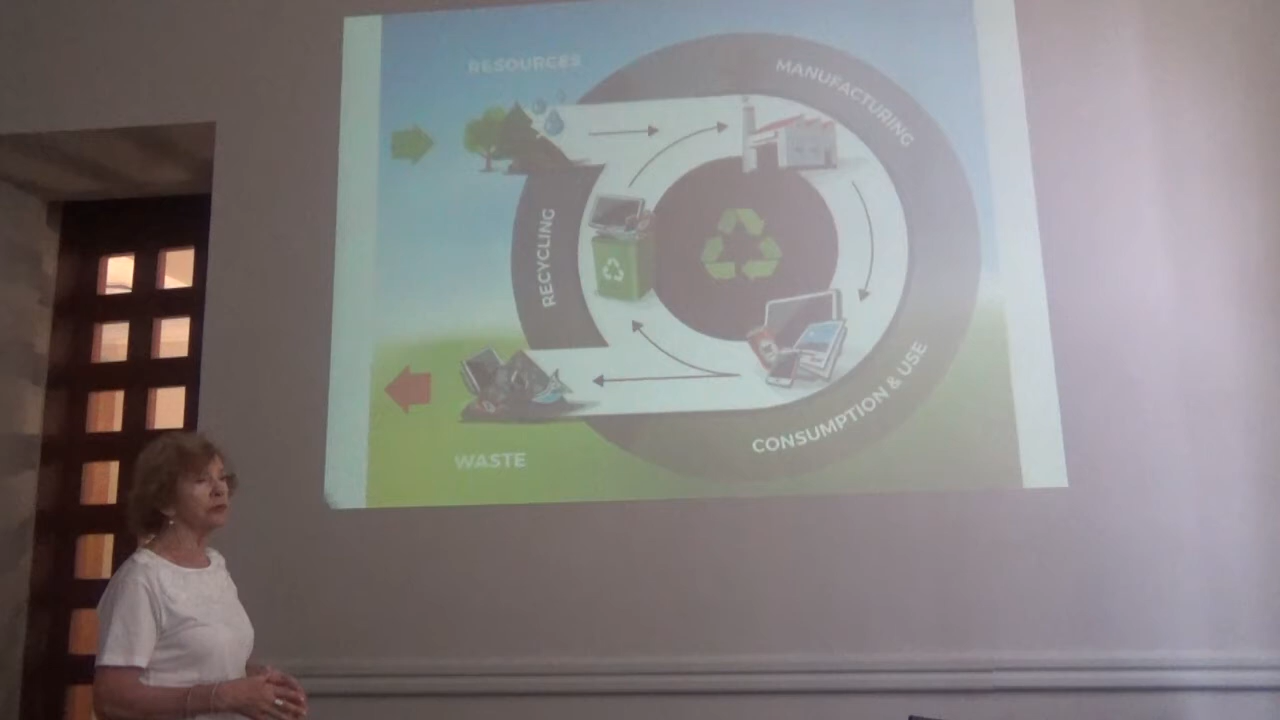 RESOURCES
MANUFACTURING
RECYCLING
CONSUMPTION & USE
WASTE